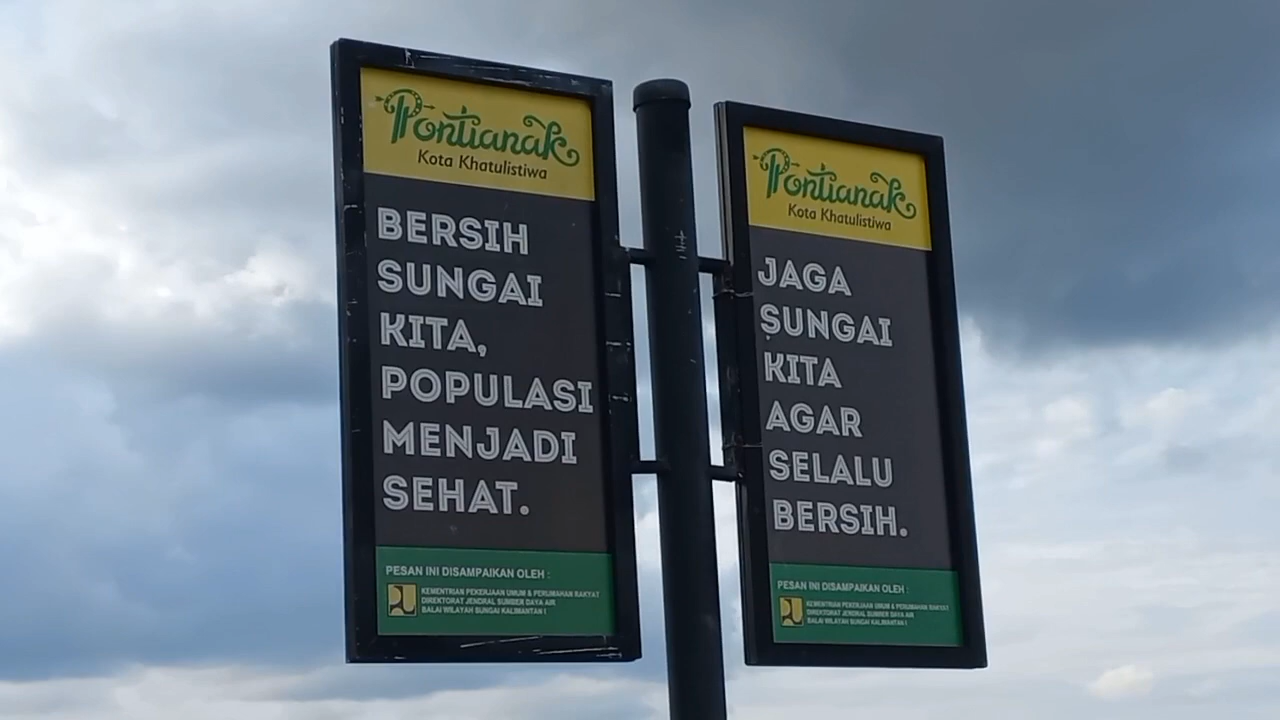 Pontianak
Kota Khatulistiwa
BERSIH
SUNGAI
KITA,
POPULASI
MENJADI
SEHAT.
PESAN INI DISAMPAIKAN OLEH :
KEMENTRIAN PEKERJAAN UMUM & PERUMAHAN RAKYAT
DIREKTORAT JENDRAL SUMBER DAYA AIR
BALAI WILAYAH SUNGAI KALIMANTAN I
Pontianak
Kota Khatulistiwa
JAGA
SUNGAI
KITA
AGAR
SELALU
BERSIH.
PESAN INI DISAMPAIKAN OLEH :
KEMENTRIAN PEKERJAAN UMUM & PERUMAHAN RAKYAT
DIREKTORAT JENDRAL SUMBER DAYA AIR
BALAI WILAYAH SUNGAI KALIMANTAN I